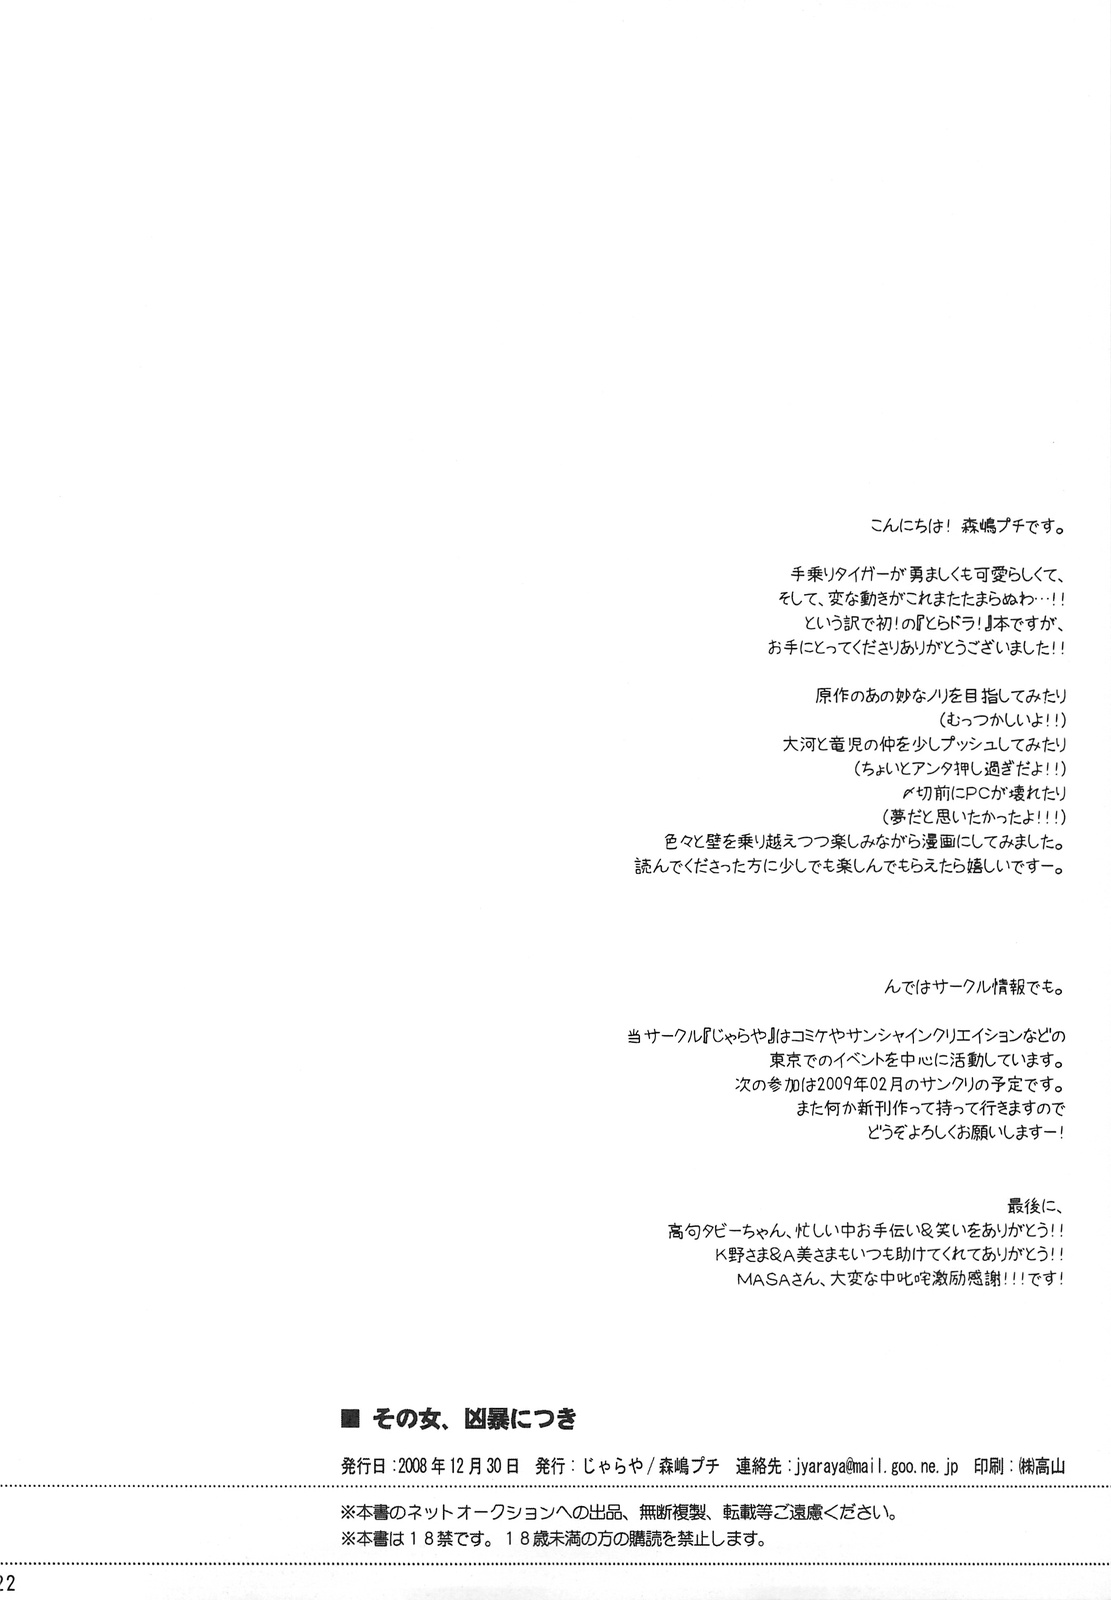 こんにちは！ 森嶋プチです。
手乗りタイガーが勇ましくも可愛らしくて、
そして、変な動きがこれまたたまらぬわ…!!
という訳で初！の『とらドラ！』本ですが、
お手にとってくださりありがとうございました!!
原作のあの妙なノリを目指してみたり
(むっつかしいよ!!)
大河と竜児の仲を少しプッシュしてみたり
(ちょいとアンタ押し過ぎだよ!!)
〆切前にPCが壊れたり
(夢だと思いたかったよ!!!)
色々と壁を乗り越えつつ楽しみながら漫画にしてみました。
読んでくださった方に少しでも楽しんでもらえたら嬉しいですー。
んではサークル情報でも。
当サークル『じゃらや』はコミケやサンシャインクリエイションなどの
東京でのイベントを中心に活動しています。
次の参加は2009年02月のサンクリの予定です。
また何か新刊作って持って行きますので
どうぞよろしくお願いしますー!
最後に、
高句タビーちゃん、忙しい中お手伝い&笑いをありがとう!!
K野さま&A美さまもいつも助けてくれてありがとう!!
MASAさん、大変な中叱咤激励感謝!!!です!
■ その女、凶暴につき
発行日:2008年12月30日　発行：じゃらや/森嶋プチ　連絡先:jyaraya@mail.goo.ne.jp　印刷：㈱高山
※本書のネットオークションへの出品、無断複製、転載等ご遠慮ください。
※本書は１８禁です。１８歳未満の方の購読を禁止します。
22